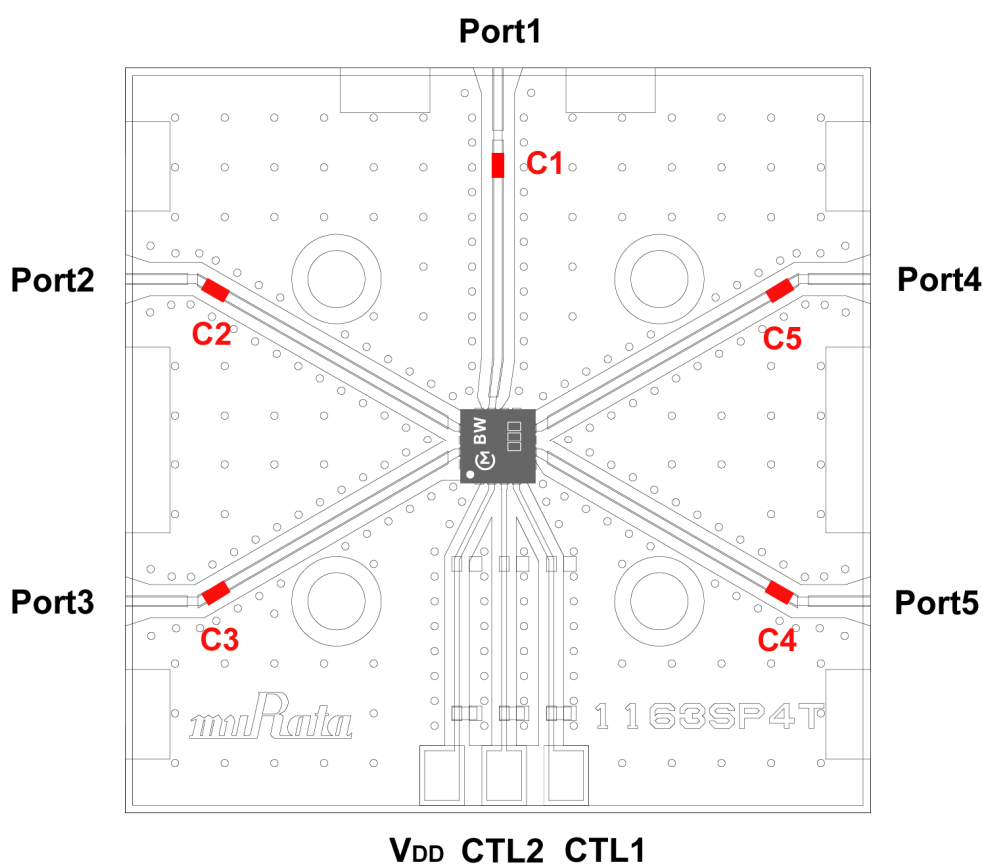 Port1
C1
Port2
Port4
C2
C5
BW
M
Port3
Port5
C3
C4
muRata
1163SP4T
VDD CTL2 CTL1